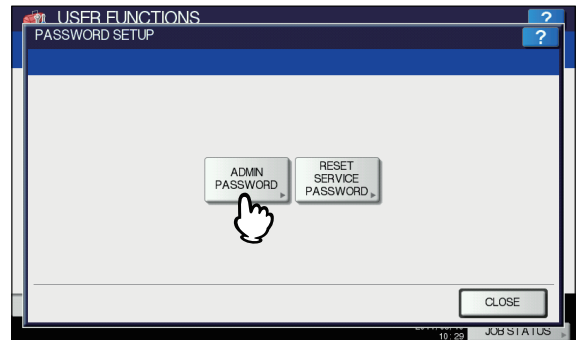 USER FUNCTIONS
?
PASSWORD SETUP
?
ADMIN
PASSWORD
RESET
SERVICE
PASSWORD
CLOSE
10:29
JOB STATUS